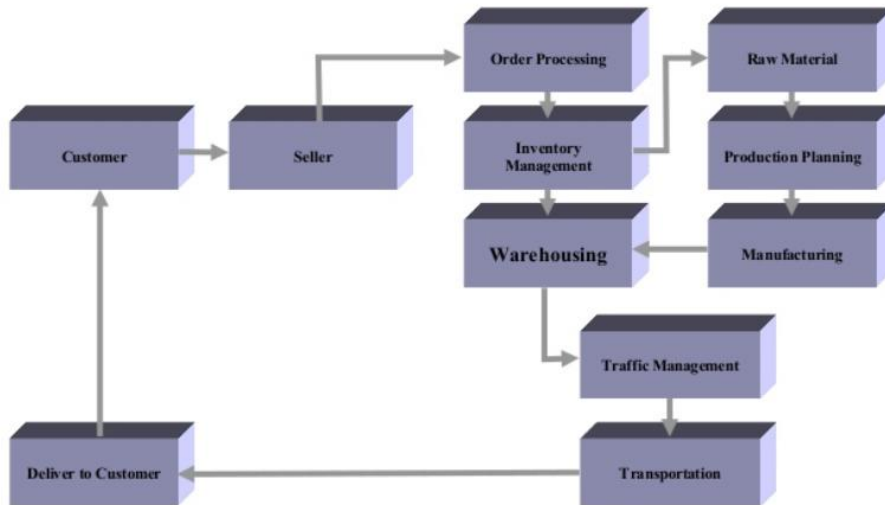 Order Processing
Raw Material
Customer
Seller
Inventory
Management
Production Planning
Warehousing
Manufacturing
Traffic Management
Deliver to Customer
Transportation